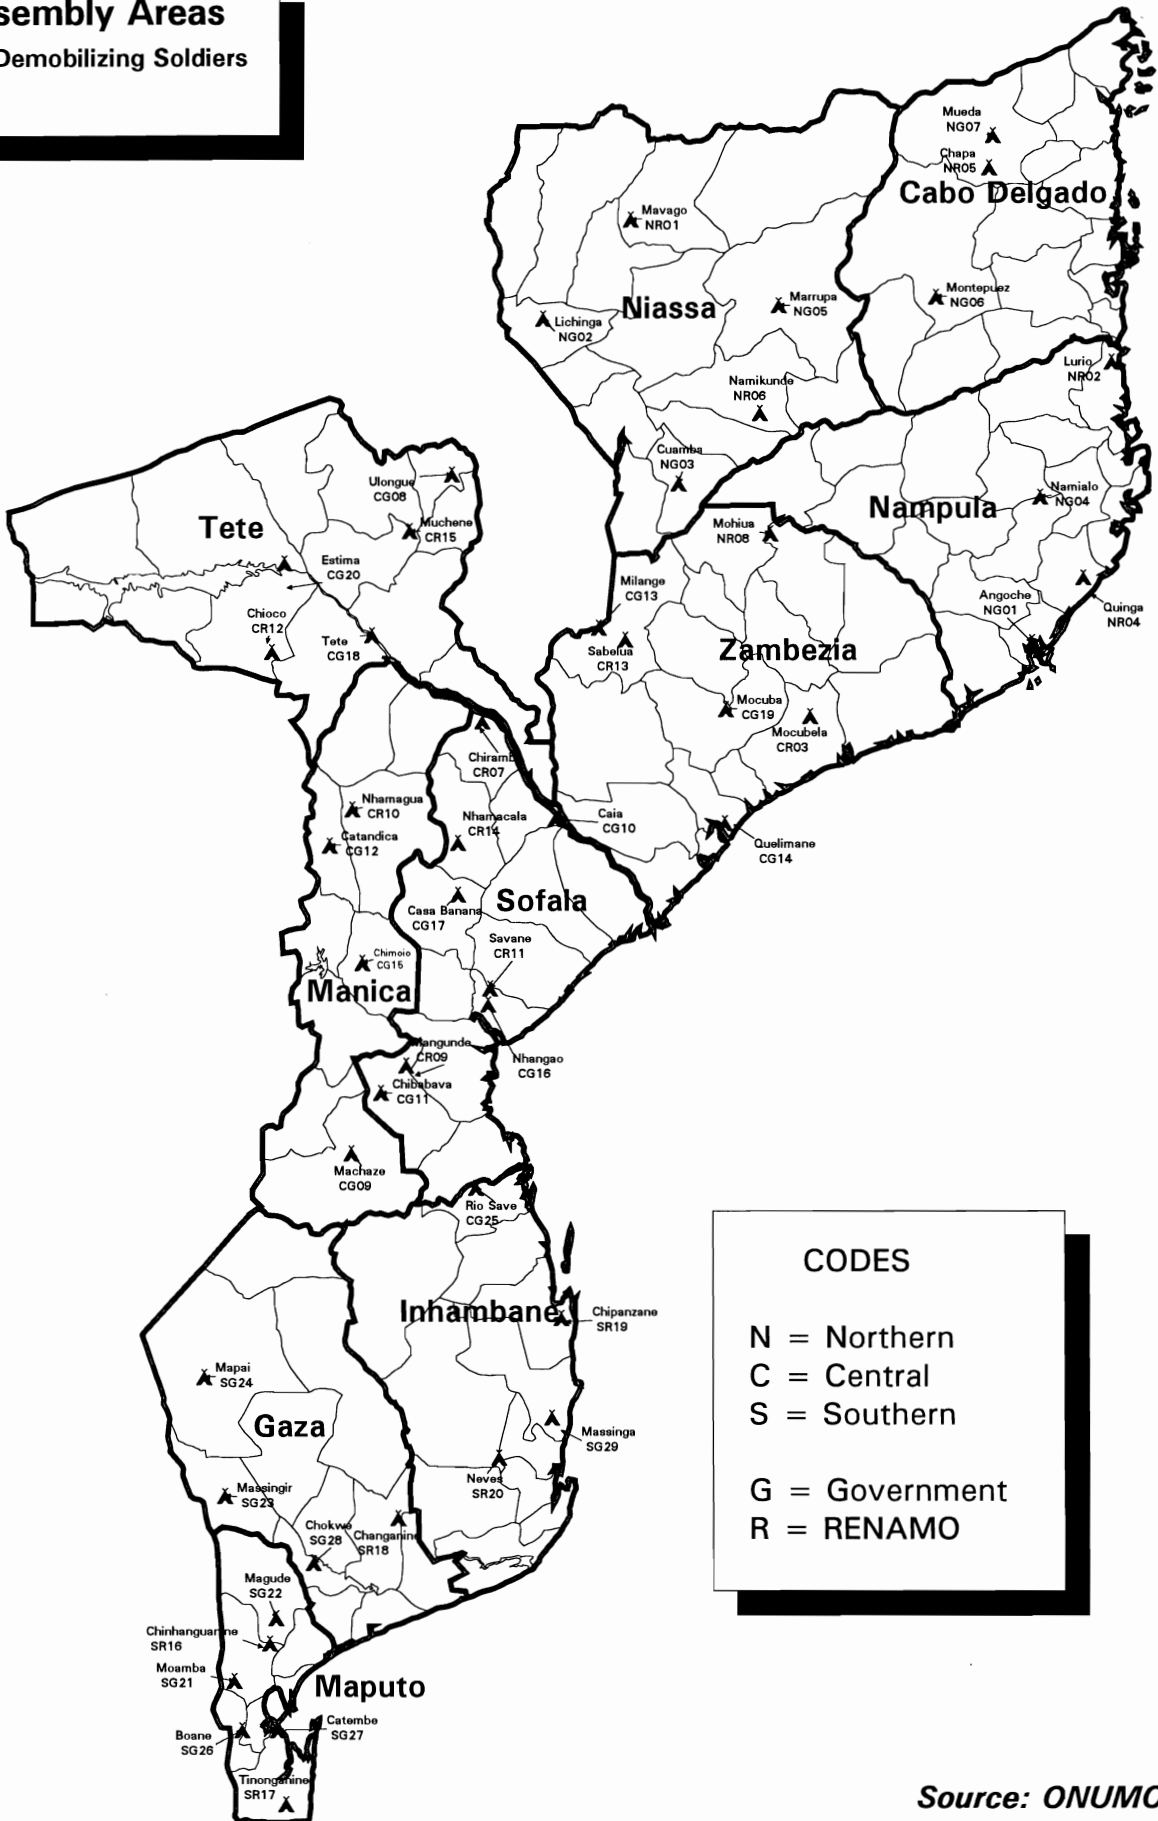 sembly Areas
Demobilizing Soldiers
Mueda
NG07
Chapa
NR05
Cabo Delgado
Mavago
NR01
Niassa
Marrupa
NG05
Montepuez
NG06
Lichinga
NG02
Lurio
NR02
Namikunde
NR06
Cuamba
NG03
Ulongue
CG08
Namialo
NG04
Nampula
Tete
Muchene
CR15
Mohiua
NR08
Estima
CG20
Milange
CG13
Angoche
NG01
Quinga
NR04
Chioco
CR12
Tete
CG18
Sabelua
CR13
Zambezia
Mocuba
CG19
Mocubela
CR03
Chiramb
CR07
Nhamagua
CR10
Nhamacala
CR14
Caia
CG10
Catandica
CG12
Quelimane
CG14
Sofala
Casa Banana
CG17
Savane
CR11
Chimoio
CG15
Manica
Mangunde
CR09
Nhangao
CG16
Chibabava
CG11
Machaze
CG09
Rio Save
CG25
CODES
Inhambane
Chipanzane
SR19
N = Northern
C = Central
S = Southern
Mapai
SG24
Gaza
Massinga
SG29
Neves
SR20
Massingir
SG23
G = Government
R = RENAMO
Chokwe
SG28
Changanine
SR18
Magude
SG22
Chinhanguanine
SR16
Moamba
SG21
Maputo
Catembe
SG27
Boane
SG26
Tinonganine
SR17
Source: ONUMO